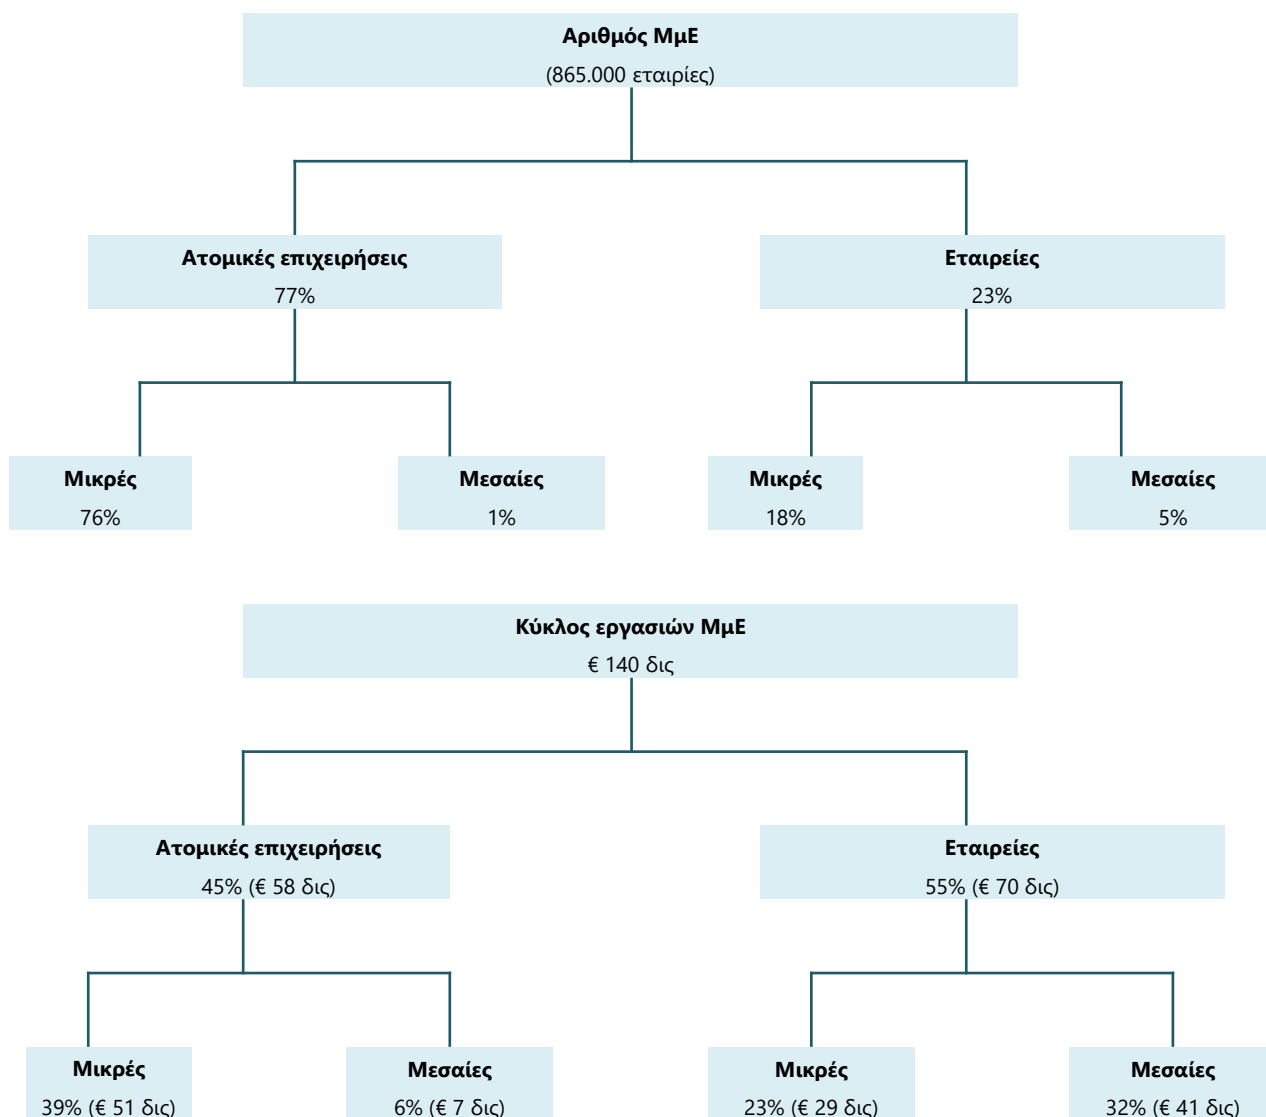 Αριθμός ΜμΕ
(865.000 εταιρίες)
Ατομικές επιχειρήσεις
77%
Εταιρείες
23%
Μικρές
76%
Μεσαίες
1%
Μικρές
18%
Μεσαίες
5%
Κύκλος εργασιών ΜμΕ
€ 140 δις
Ατομικές επιχειρήσεις
45% (€ 58 δις)
Εταιρείες
55% (€ 70 δις)
Μικρές
39% (€ 51 δις)
Μεσαίες
6% (€ 7 δις)
Μικρές
23% (€ 29 δις)
Μεσαίες
32% (€ 41 δις)